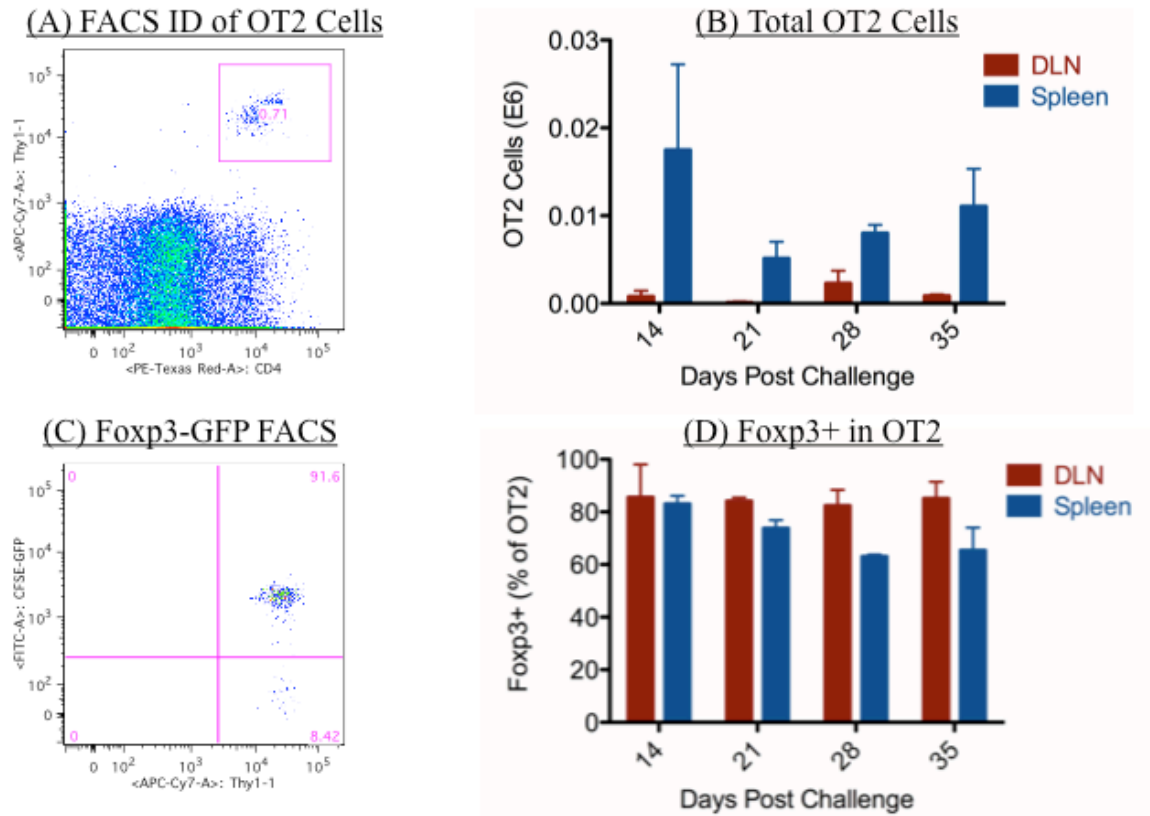 (A) FACS ID of OT2 Cells
10^5
10^4
10^3
10^2
0
<APC-Cy7-A>: Thy1-1
0.71
0 10^2 10^3 10^4 10^5
<PE-Texas Red-A>: CD4
(B) Total OT2 Cells
0.03
0.02
0.01
0.00
OT2 Cells (E6)
DLN
Spleen
14 21 28 35
Days Post Challenge
(C) Foxp3-GFP FACS
0 91.6
10^5
10^4
10^3
10^2
0
<FITC-A>: CFSE-GFP
0 8.42
0 10^2 10^3 10^4 10^5
<APC-Cy7-A>: Thy1-1
(D) Foxp3+ in OT2
100
80
60
40
20
0
Foxp3+ (% of OT2)
DLN
Spleen
14 21 28 35
Days Post Challenge